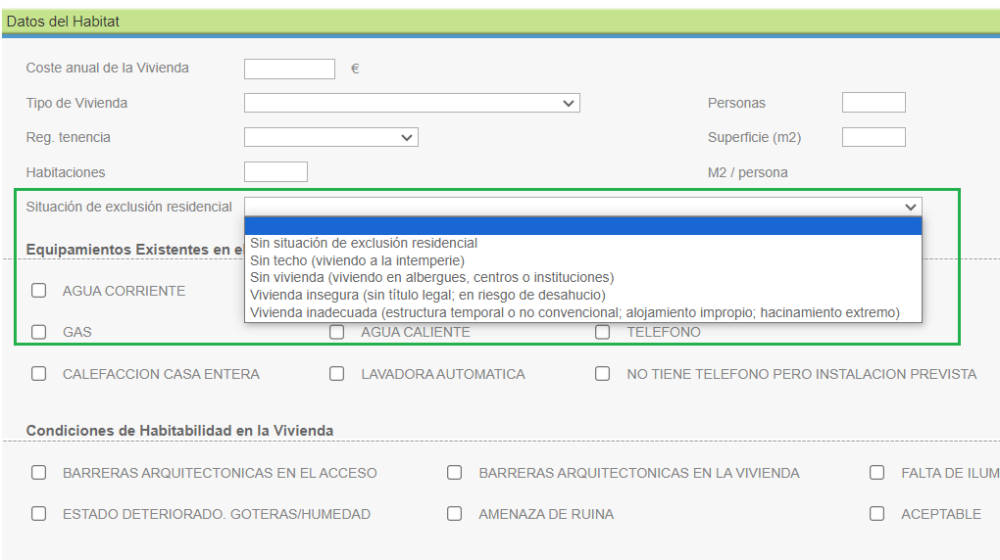 Datos del Habitat
Coste anual de la Vivienda €
Tipo de Vivienda Personas
Reg. tenencia Superficie (m2)
Habitaciones M2 / persona
Situación de exclusión residencial
Sin situación de exclusión residencial
Equipamientos Existentes en
Sin techo (viviendo a la intemperie)
Sin vivienda (viviendo en albergues, centros o instituciones)
AGUA CORRIENTE
Vivienda insegura (sin título legal; en riesgo de desahucio)
Vivienda inadecuada (estructura temporal o no convencional; alojamiento impropio; hacinamiento extremo)
GAS AGUA CALIENTE TELEFONO
CALEFACCION CASA ENTERA LAVADORA AUTOMATICA NO TIENE TELEFONO PERO INSTALACION PREVISTA
Condiciones de Habitabilidad en la Vivienda
BARRERAS ARQUITECTONICAS EN EL ACCESO BARRERAS ARQUITECTONICAS EN LA VIVIENDA FALTA DE ILUM
ESTADO DETERIORADO. GOTERAS/HUMEDAD AMENAZA DE RUINA ACEPTABLE